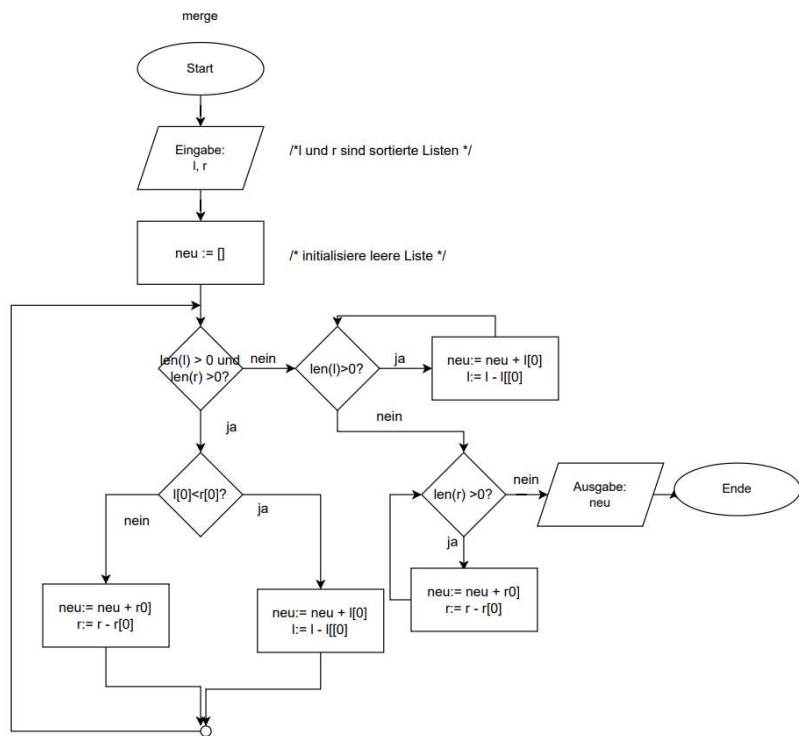 merge
Start
Eingabe:
l, r
/*l und r sind sortierte Listen */
neu := []
/* initialisiere leere Liste */
len(l) > 0 und
len(r) >0?
nein
len(l)>0?
ja
neu:= neu + l[0]
l:= l - l[[0]
ja
nein
l[0]<r[0]?
nein
ja
len(r) >0?
nein
ja
Ausgabe:
neu
Ende
neu:= neu + r0]
r:= r - r[0]
neu:= neu + l[0]
l:= l - l[[0]
neu:= neu + r0]
r:= r - r[0]